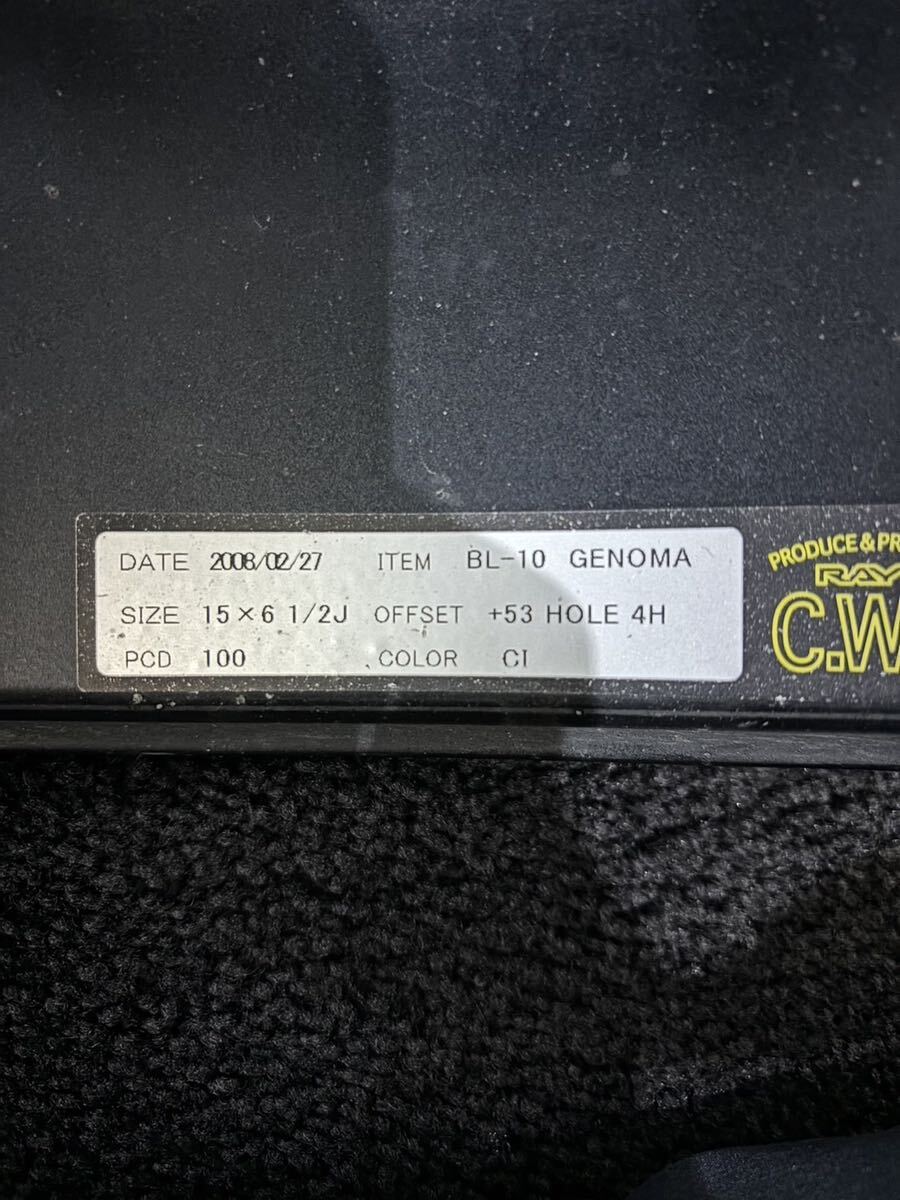 DATE 2008/02/27 ITEM BL-10 GENOMA
SIZE 15×6 1/2J OFFSET +53 HOLE 4H
PCD 100 COLOR CI
PRODUCE & PR
RAY
C.W